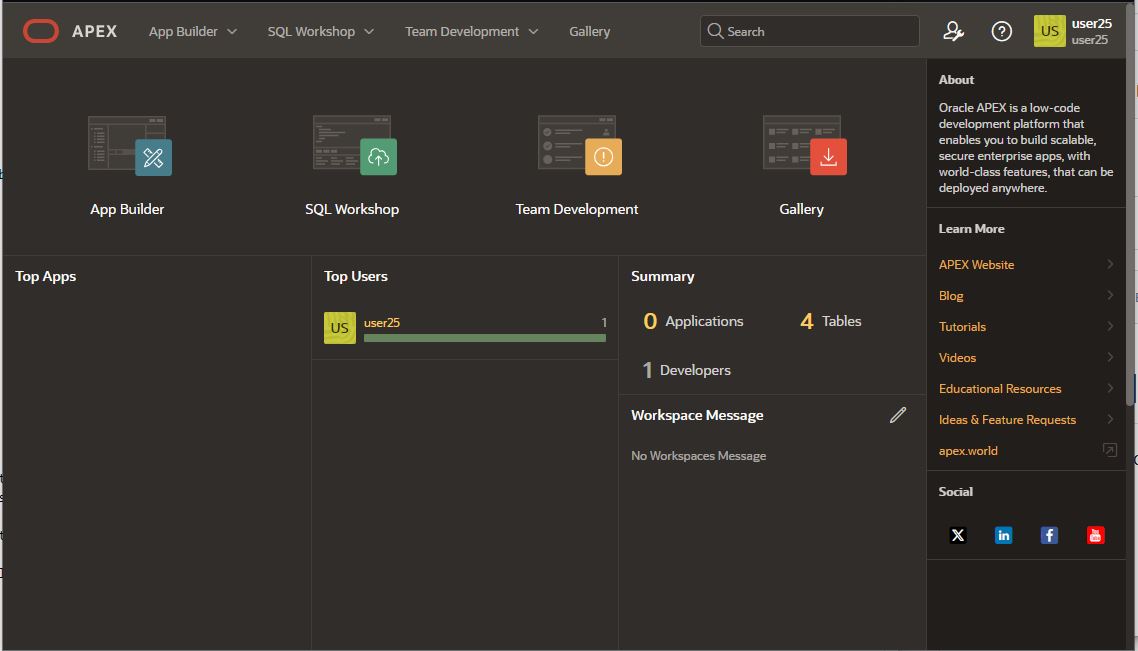 APEX
App Builder
SQL Workshop
Team Development
Gallery
Search
US
user25
user25
App Builder
SQL Workshop
Team Development
Gallery
Top Apps
Top Users
US
user25
1
Summary
0 Applications
4 Tables
1 Developers
Workspace Message
No Workspaces Message
About
Oracle APEX is a low-code
development platform that
enables you to build scalable,
secure enterprise apps, with
world-class features, that can be
deployed anywhere.
Learn More
APEX Website
Blog
Tutorials
Videos
Educational Resources
Ideas & Feature Requests
apex.world
Social